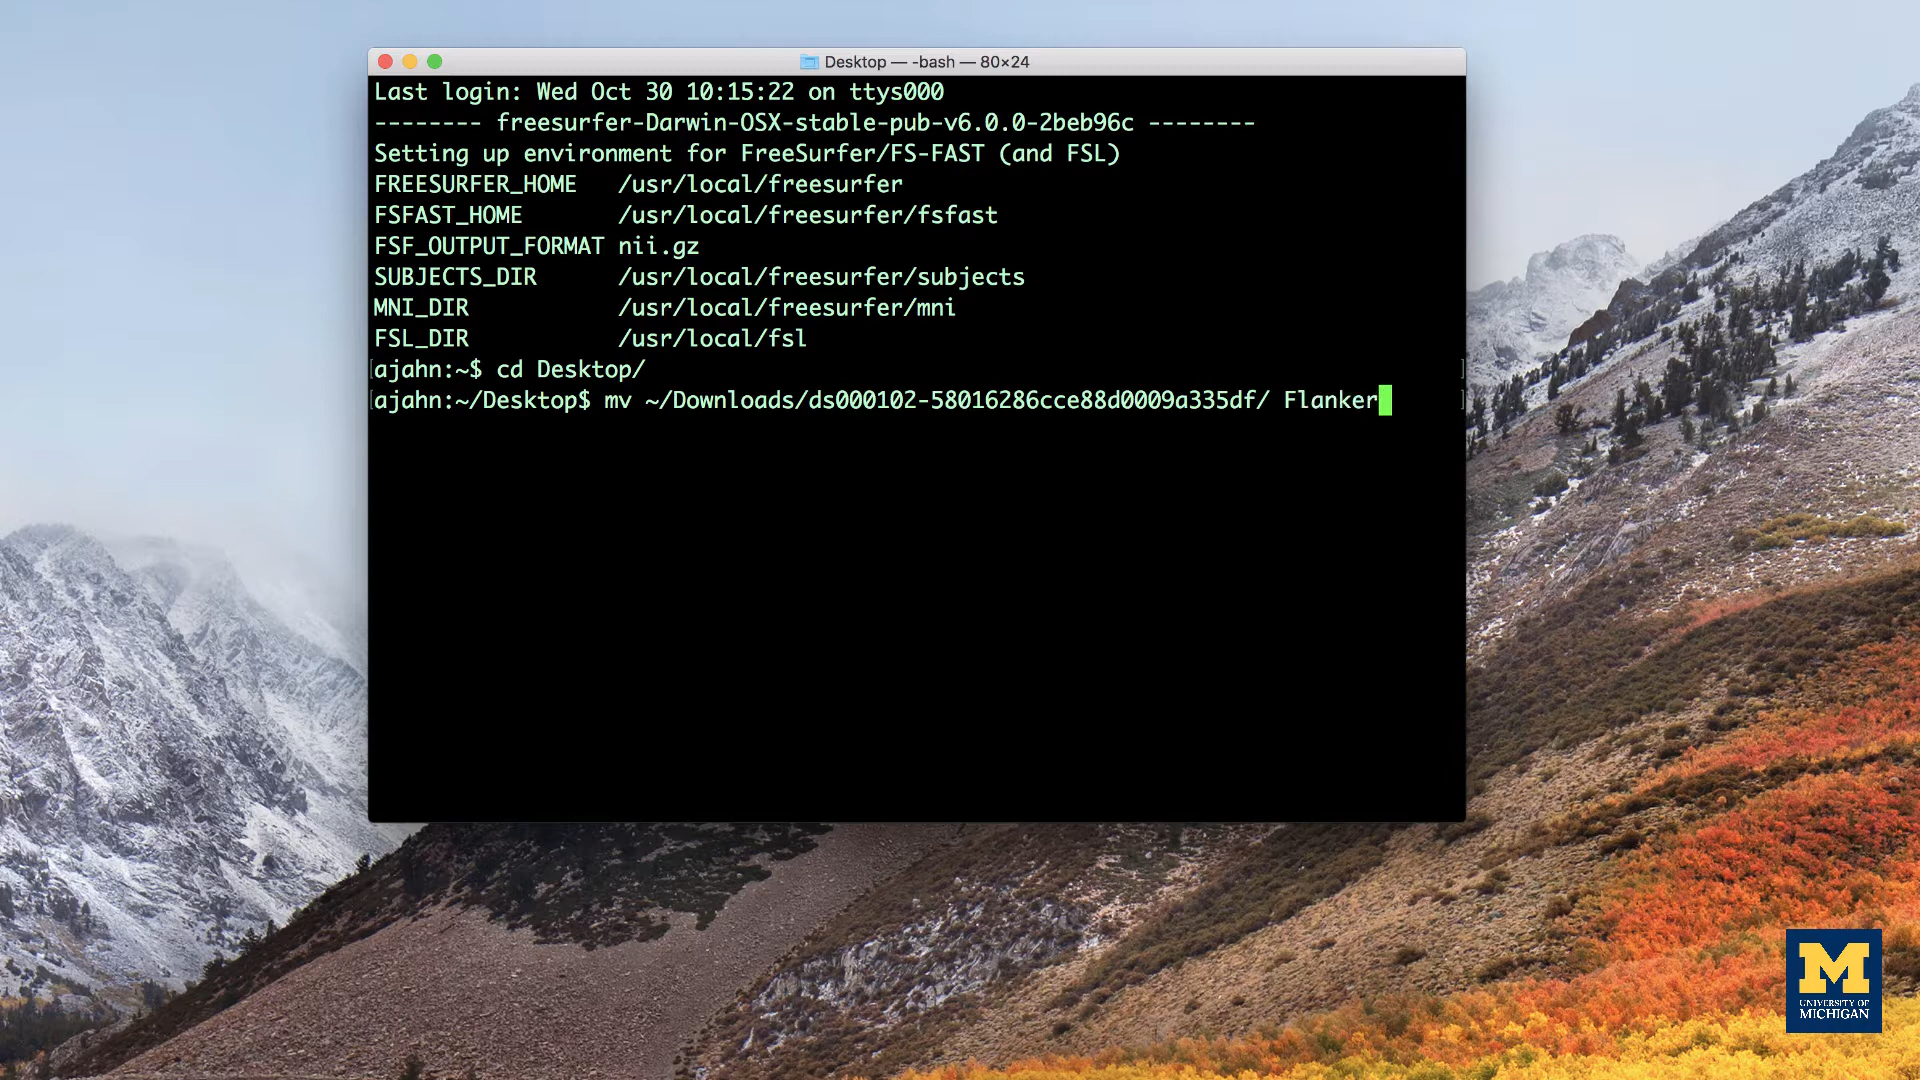 Desktop — -bash — 80×24
Last login: Wed Oct 30 10:15:22 on ttys000
-------- freesurfer-Darwin-OSX-stable-pub-v6.0.0-2beb96c --------
Setting up environment for FreeSurfer/FS-FAST (and FSL)
FREESURFER_HOME   /usr/local/freesurfer
FSFAST_HOME       /usr/local/freesurfer/fsfast
FSF_OUTPUT_FORMAT nii.gz
SUBJECTS_DIR      /usr/local/freesurfer/subjects
MNI_DIR           /usr/local/freesurfer/mni
FSL_DIR           /usr/local/fsl
[ajahn:~$ cd Desktop/ ]
[ajahn:~/Desktop$ mv ~/Downloads/ds000102-58016286cce88d0009a335df/ Flanker ]
M
UNIVERSITY OF
MICHIGAN